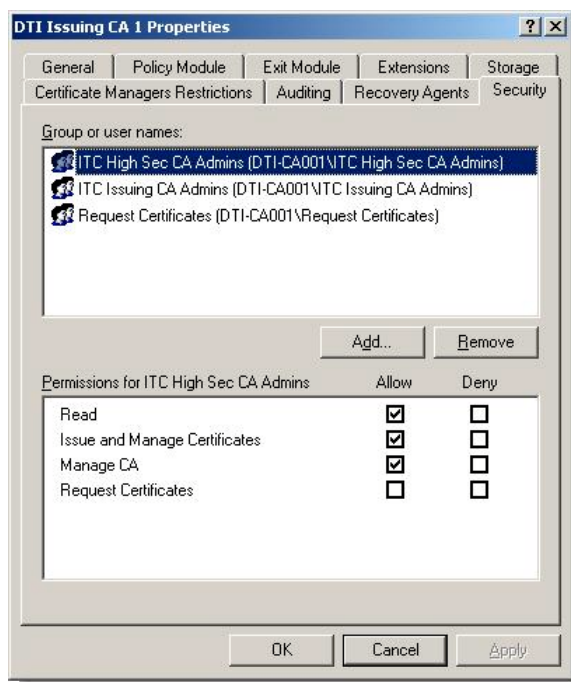 DTI Issuing CA 1 Properties
General Policy Module Exit Module Extensions Storage
Certificate Managers Restrictions Auditing Recovery Agents Security
Group or user names:
ITC High Sec CA Admins (DTI-CA001\ITC High Sec CA Admins)
ITC Issuing CA Admins (DTI-CA001\ITC Issuing CA Admins)
Request Certificates (DTI-CA001\Request Certificates)
Add... Remove
Permissions for ITC High Sec CA Admins Allow Deny
Read
Issue and Manage Certificates
Manage CA
Request Certificates
OK Cancel Apply